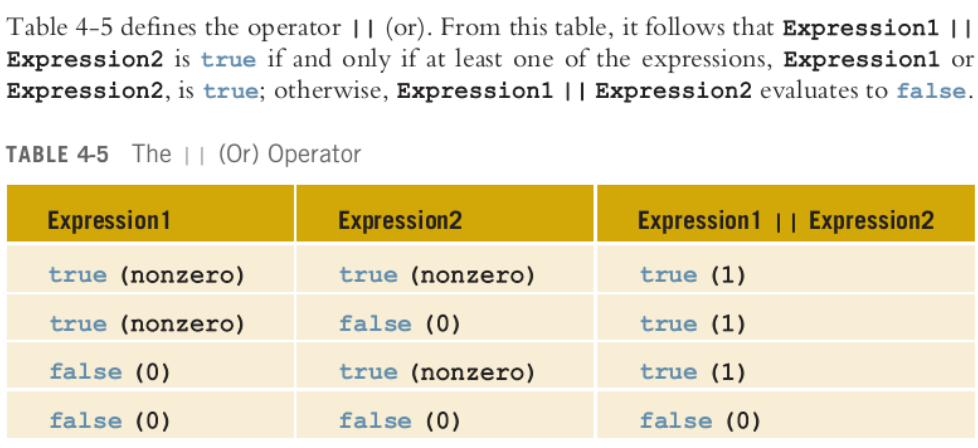 Table 4-5 defines the operator || (or). From this table, it follows that Expression1 ||
Expression2 is true if and only if at least one of the expressions, Expression1 or
Expression2, is true; otherwise, Expression1 || Expression2 evaluates to false.
TABLE 4-5 The || (Or) Operator
Expression1 Expression2 Expression1 || Expression2
true (nonzero) true (nonzero) true (1)
true (nonzero) false (0) true (1)
false (0) true (nonzero) true (1)
false (0) false (0) false (0)